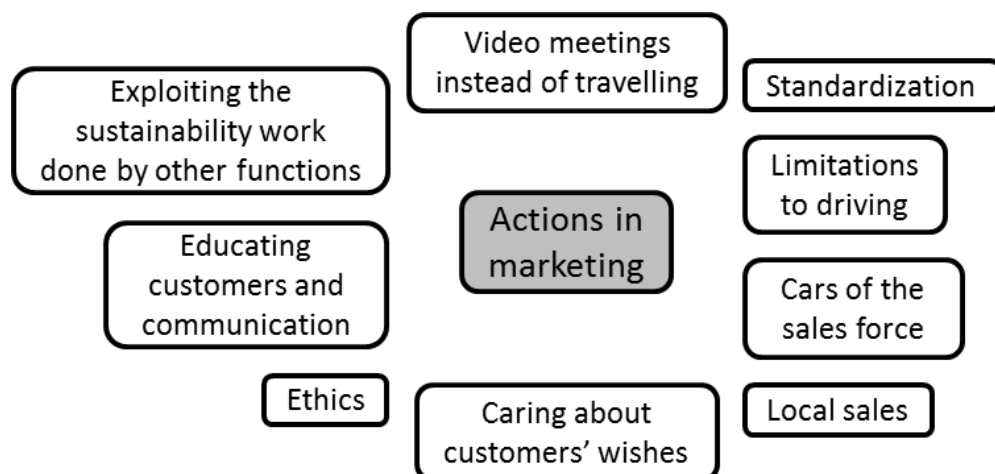 Video meetings
instead of travelling
Standardization
Exploiting the
sustainability work
done by other functions
Limitations
to driving
Actions in
marketing
Educating
customers and
communication
Cars of the
sales force
Ethics
Caring about
customers’ wishes
Local sales